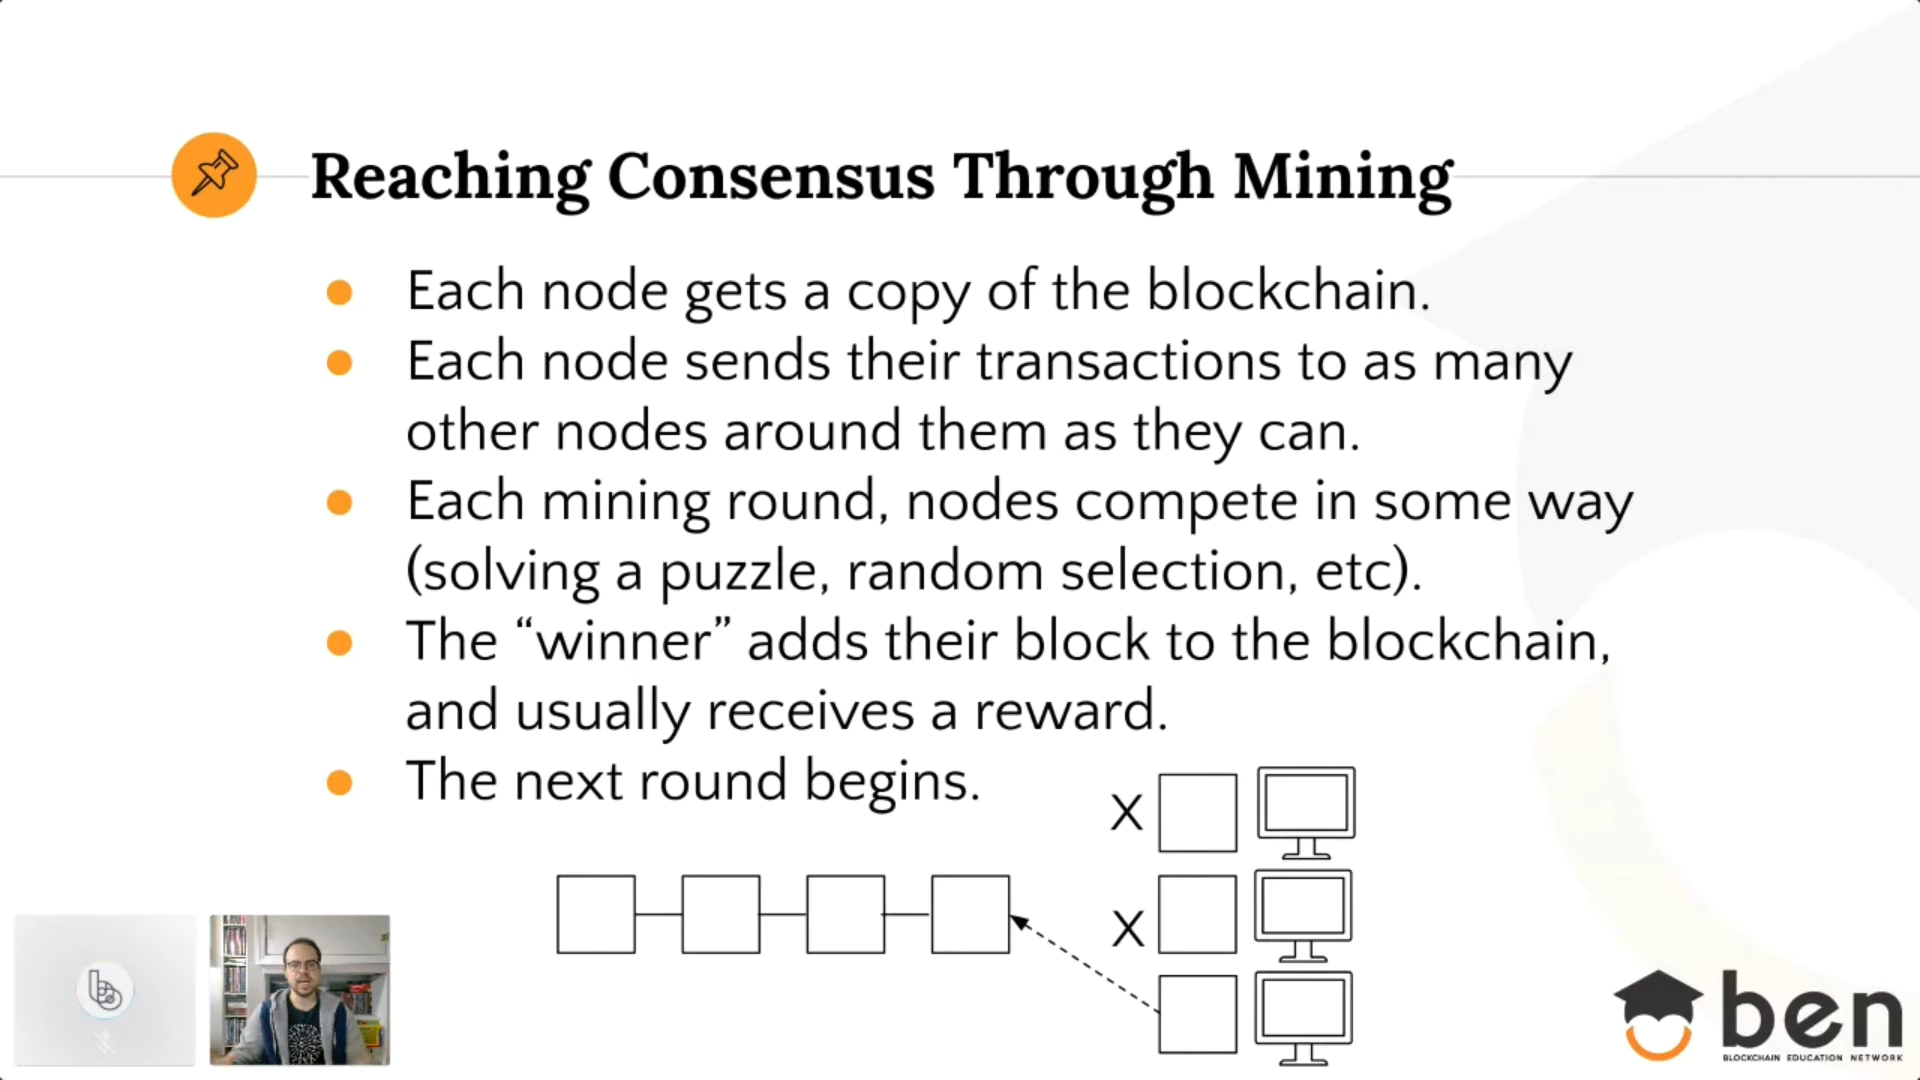 Reaching Consensus Through Mining
Each node gets a copy of the blockchain.
Each node sends their transactions to as many
other nodes around them as they can.
Each mining round, nodes compete in some way
(solving a puzzle, random selection, etc).
The “winner” adds their block to the blockchain,
and usually receives a reward.
The next round begins.
X
X
ben
BLOCKCHAIN EDUCATION NETWORK